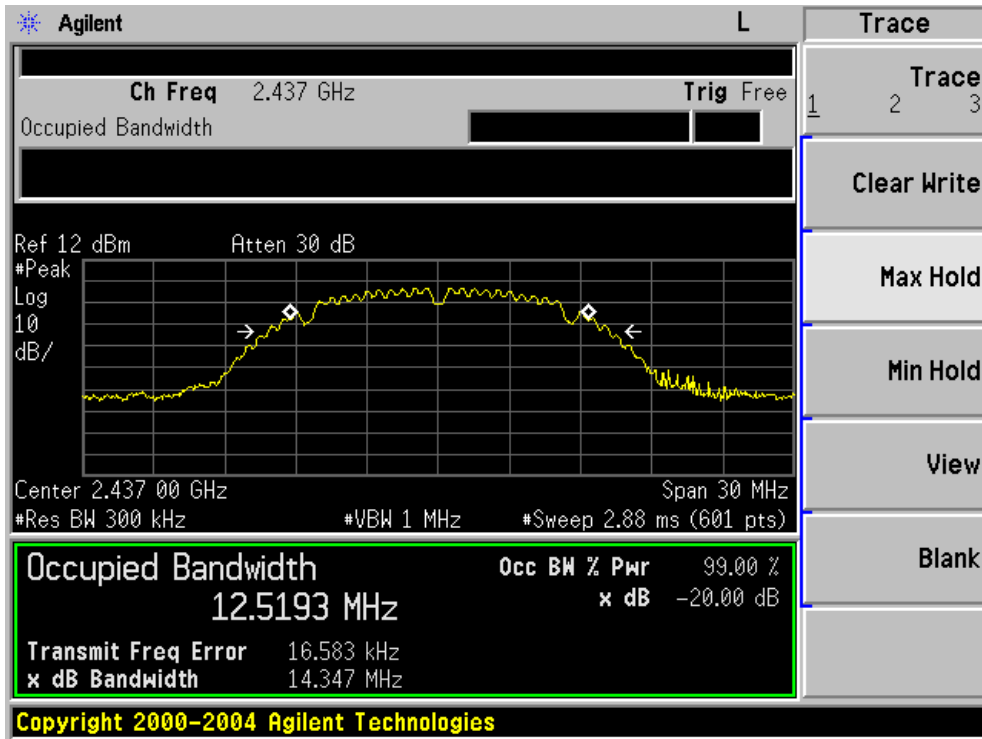 Agilent L Trace
Ch Freq 2.437 GHz Trig Free
Occupied Bandwidth
Trace
1 2 3
Clear Write
Max Hold
Min Hold
View
Blank
Ref 12 dBm Atten 30 dB
#Peak
Log
10
dB/
Center 2.437 00 GHz Span 30 MHz
#Res BW 300 kHz #VBW 1 MHz #Sweep 2.88 ms (601 pts)
Occupied Bandwidth Occ BW % Pwr 99.00 %
12.5193 MHz x dB -20.00 dB
Transmit Freq Error 16.583 kHz
x dB Bandwidth 14.347 MHz
Copyright 2000-2004 Agilent Technologies